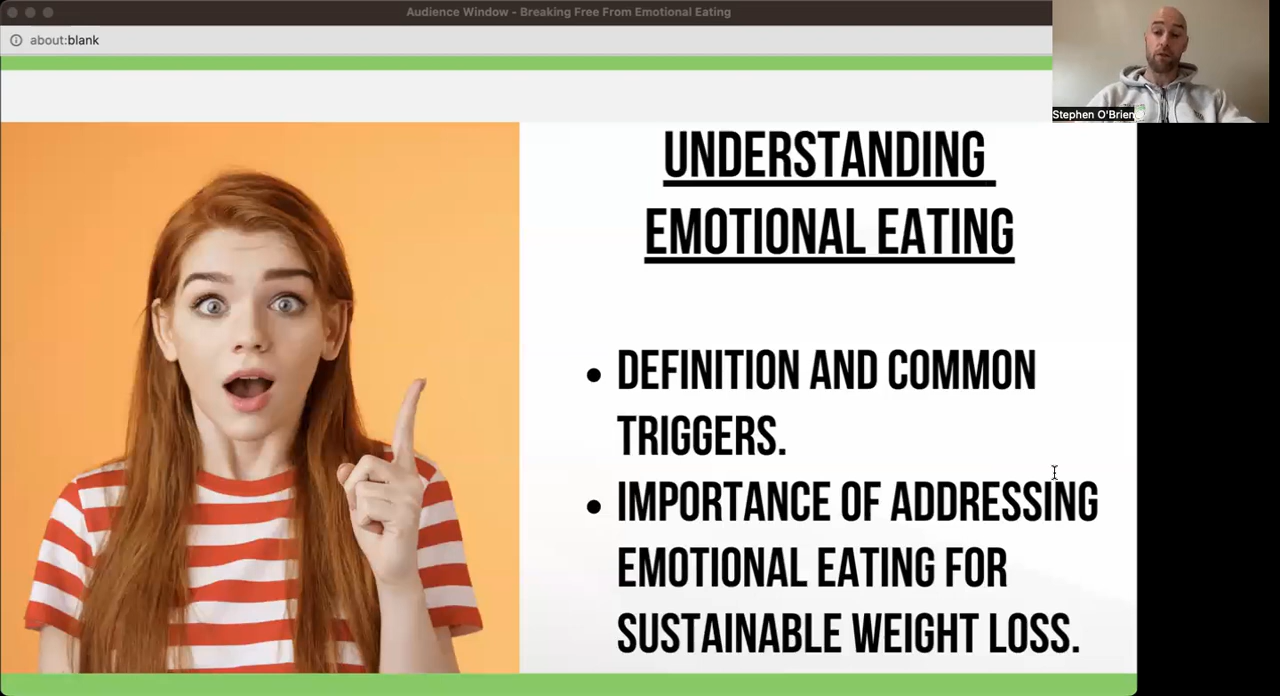 Audience Window - Breaking Free From Emotional Eating
about:blank
Stephen O'Brien
UNDERSTANDING
EMOTIONAL EATING
• DEFINITION AND COMMON
TRIGGERS.
• IMPORTANCE OF ADDRESSING
EMOTIONAL EATING FOR
SUSTAINABLE WEIGHT LOSS.